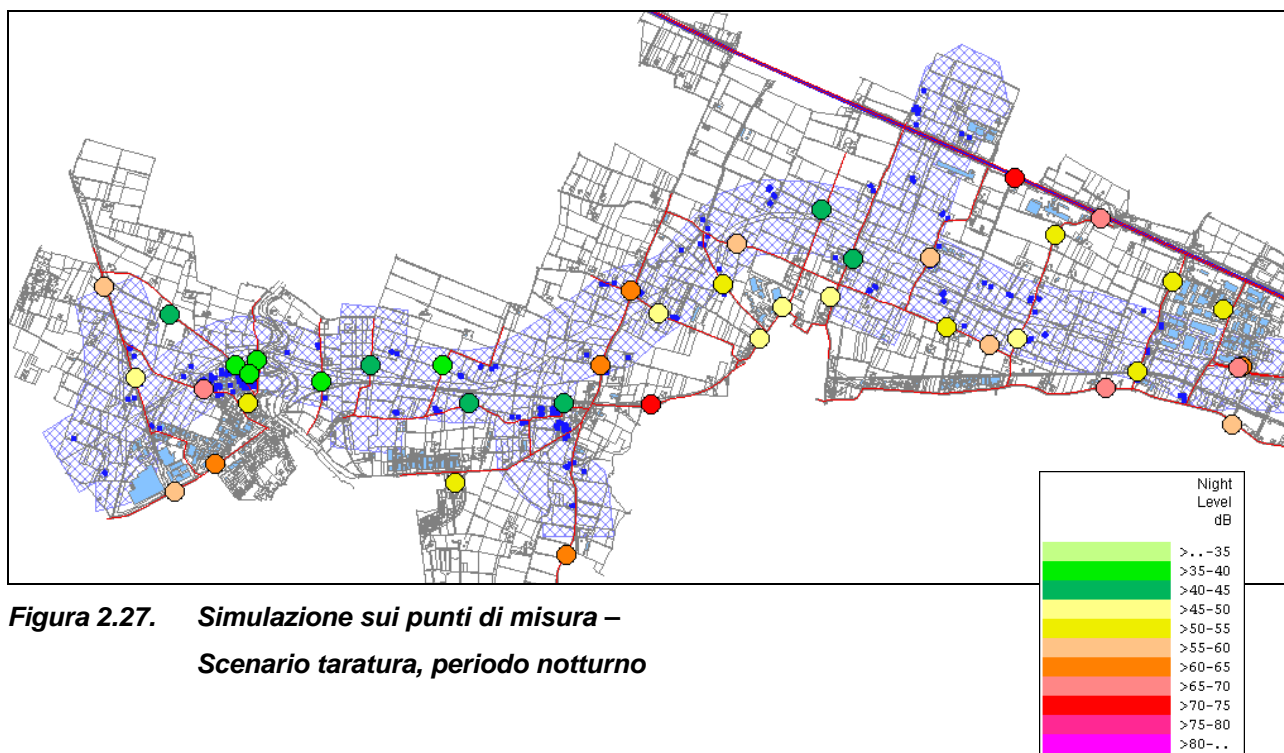 Night
Level
dB
>..-35
>35-40
>40-45
>45-50
>50-55
>55-60
>60-65
>65-70
>70-75
>75-80
>80-..
Figura 2.27. Simulazione sui punti di misura –
Scenario taratura, periodo notturno